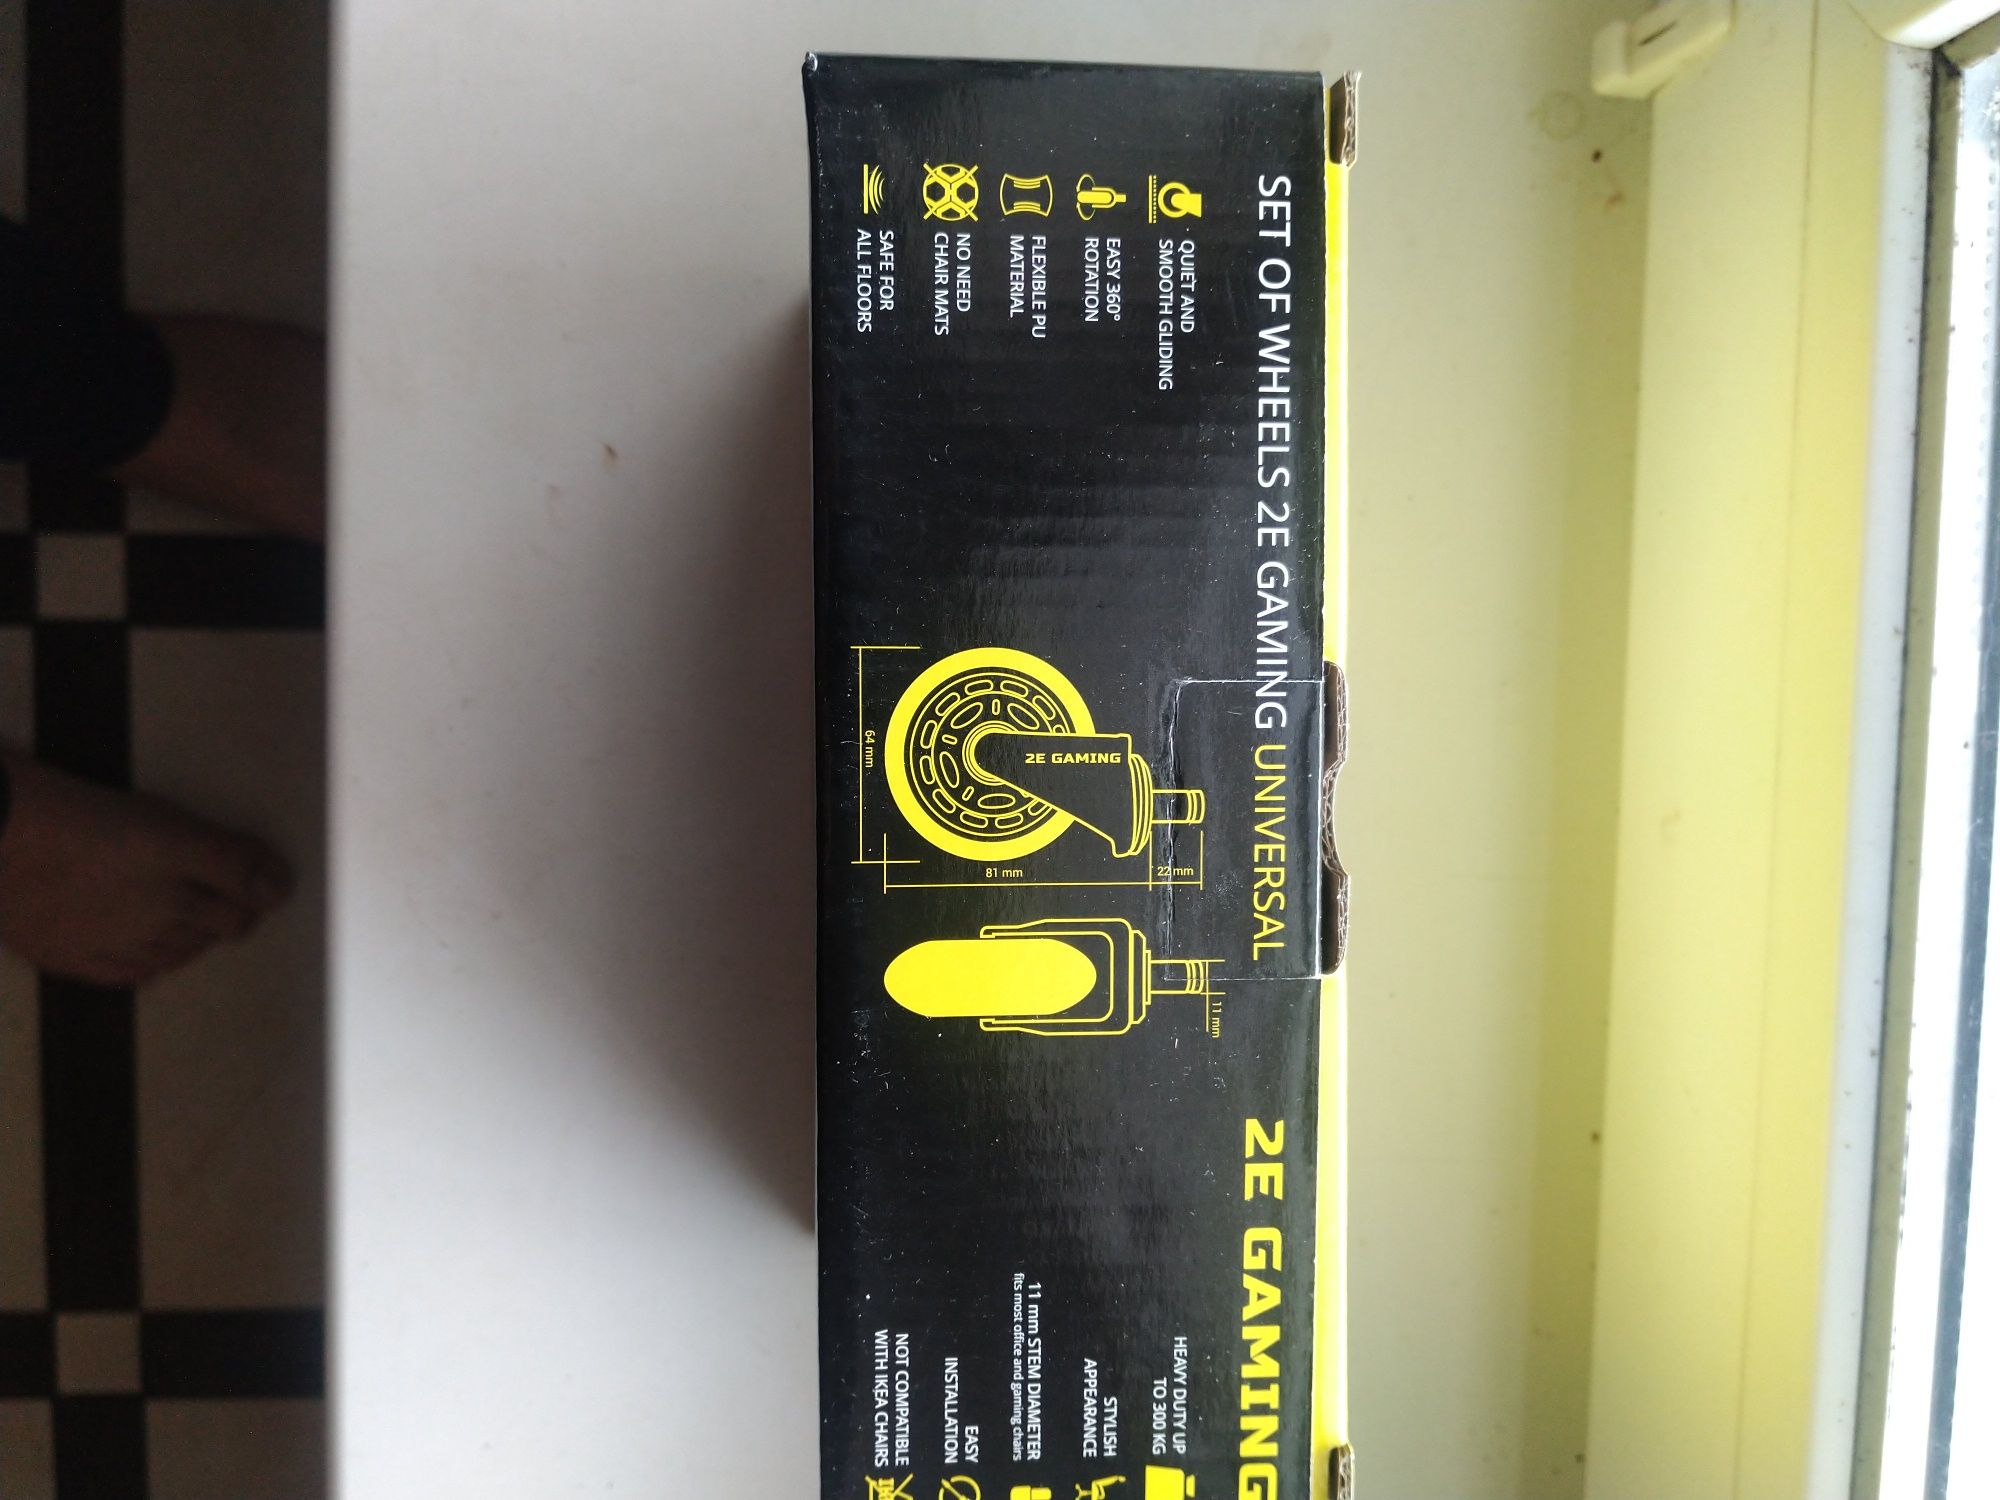 SET OF WHEELS 2E GAMING UNIVERSAL
2E GAMING
QUIET AND
SMOOTH GLIDING
EASY 360°
ROTATION
FLEXIBLE PU
MATERIAL
NO NEED
CHAIR MATS
SAFE FOR
ALL FLOORS
2E GAMING
64 mm
81 mm
22 mm
11 mm
HEAVY DUTY UP
TO 300 KG
STYLISH
APPEARANCE
11 mm STEM DIAMETER
fits most office and gaming chairs
EASY
INSTALLATION
NOT COMPATIBLE
WITH IKEA CHAIRS